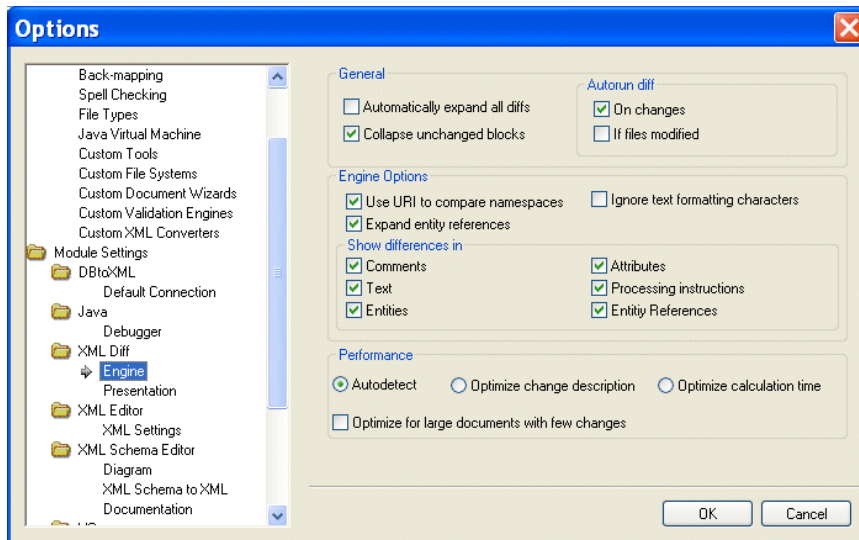 Options
Back-mapping
Spell Checking
File Types
Java Virtual Machine
Custom Tools
Custom File Systems
Custom Document Wizards
Custom Validation Engines
Custom XML Converters
Module Settings
DBtoXML
Default Connection
Java
Debugger
XML Diff
Engine
Presentation
XML Editor
XML Settings
XML Schema Editor
Diagram
XML Schema to XML
Documentation
General
Automatically expand all diffs
Collapse unchanged blocks
Autorun diff
On changes
If files modified
Engine Options
Use URI to compare namespaces
Ignore text formatting characters
Expand entity references
Show differences in
Comments
Attributes
Text
Processing instructions
Entities
Entitiy References
Performance
Autodetect
Optimize change description
Optimize calculation time
Optimize for large documents with few changes
OK
Cancel